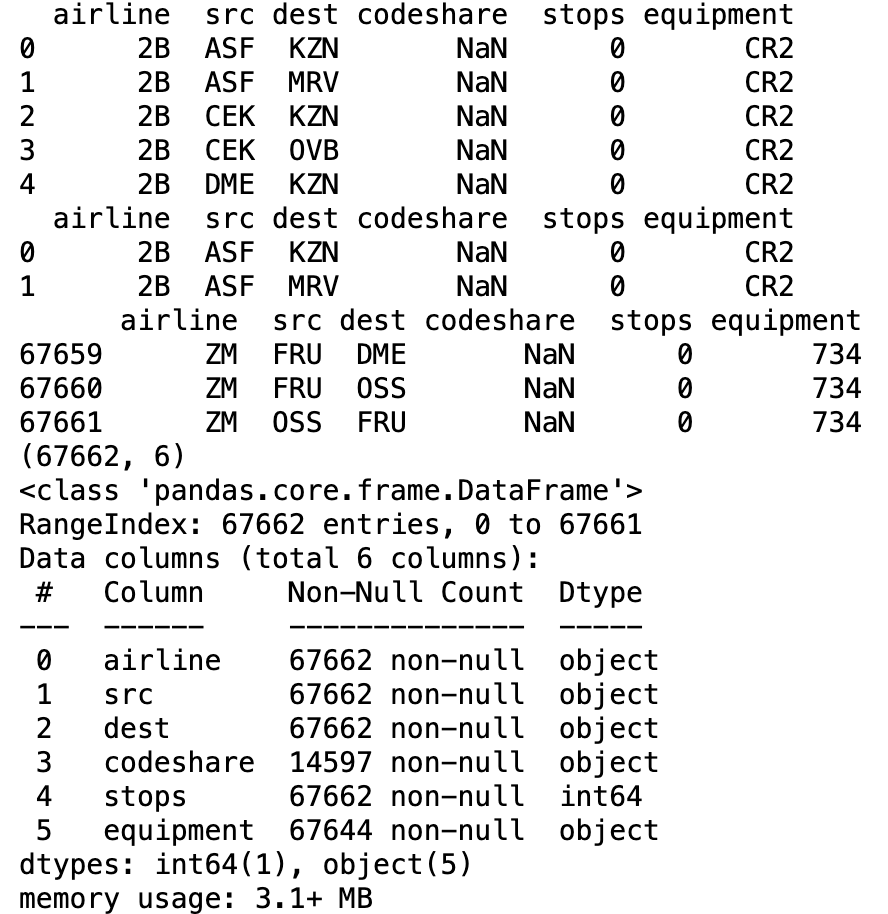 airline src dest codeshare stops equipment
0 2B ASF KZN NaN 0 CR2
1 2B ASF MRV NaN 0 CR2
2 2B CEK KZN NaN 0 CR2
3 2B CEK OVB NaN 0 CR2
4 2B DME KZN NaN 0 CR2
airline src dest codeshare stops equipment
0 2B ASF KZN NaN 0 CR2
1 2B ASF MRV NaN 0 CR2
airline src dest codeshare stops equipment
67659 ZM FRU DME NaN 0 734
67660 ZM FRU OSS NaN 0 734
67661 ZM OSS FRU NaN 0 734
(67662, 6)
<class 'pandas.core.frame.DataFrame'>
RangeIndex: 67662 entries, 0 to 67661
Data columns (total 6 columns):
# Column Non-Null Count Dtype
--- ------ -------------- -----
0 airline 67662 non-null object
1 src 67662 non-null object
2 dest 67662 non-null object
3 codeshare 14597 non-null object
4 stops 67662 non-null int64
5 equipment 67644 non-null object
dtypes: int64(1), object(5)
memory usage: 3.1+ MB